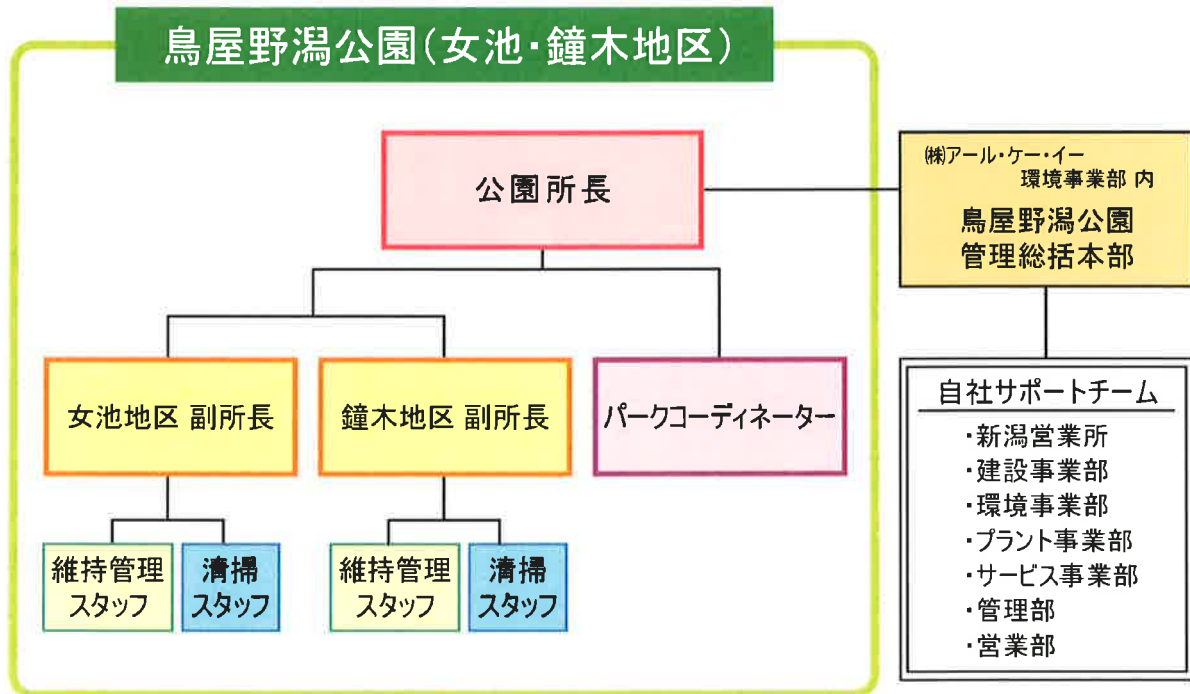 鳥屋野潟公園(女池・鐘木地区)
公園所長
㈱アール・ケー・イー
環境事業部 内
鳥屋野潟公園
管理総括本部
女池地区 副所長
鐘木地区 副所長
パークコーディネーター
維持管理
スタッフ
清掃
スタッフ
維持管理
スタッフ
清掃
スタッフ
自社サポートチーム
・新潟営業所
・建設事業部
・環境事業部
・プラント事業部
・サービス事業部
・管理部
・営業部